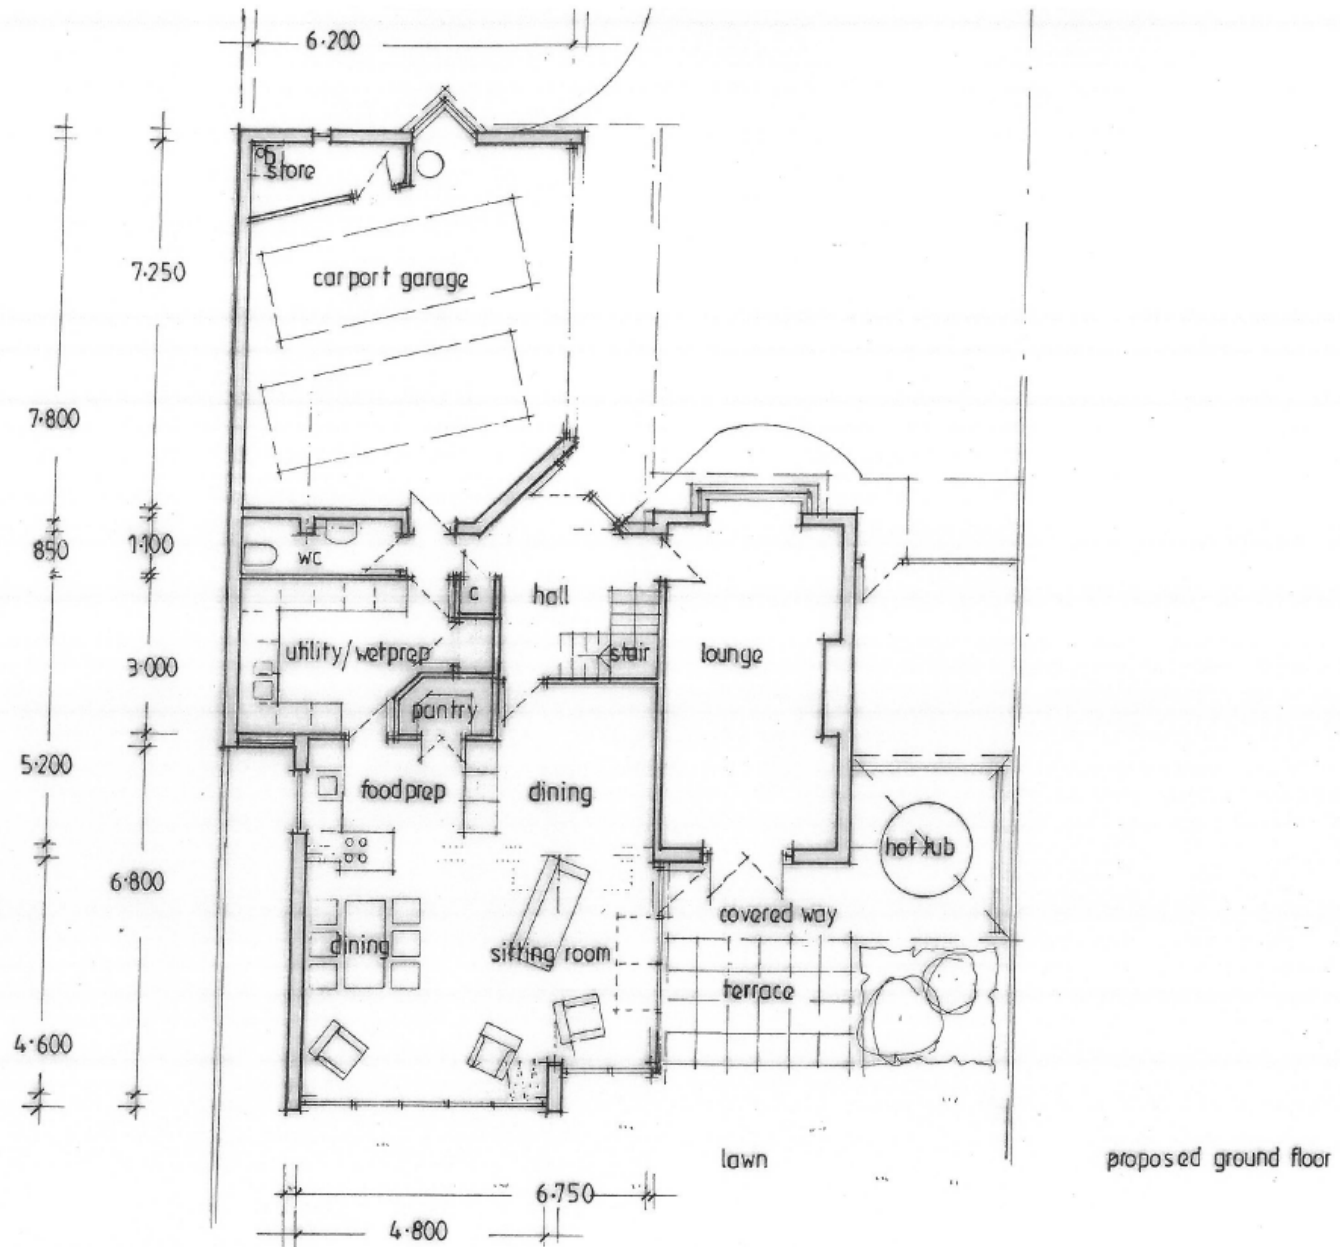 6.200
store
7.250
carport garage
7.800
850
1.100
wc
c
hall
utility/wetprep
stair
lounge
3.000
pantry
5.200
foodprep
dining
hot tub
6.800
covered way
dining
sitting room
terrace
4.600
lawn
proposed ground floor
6.750
4.800